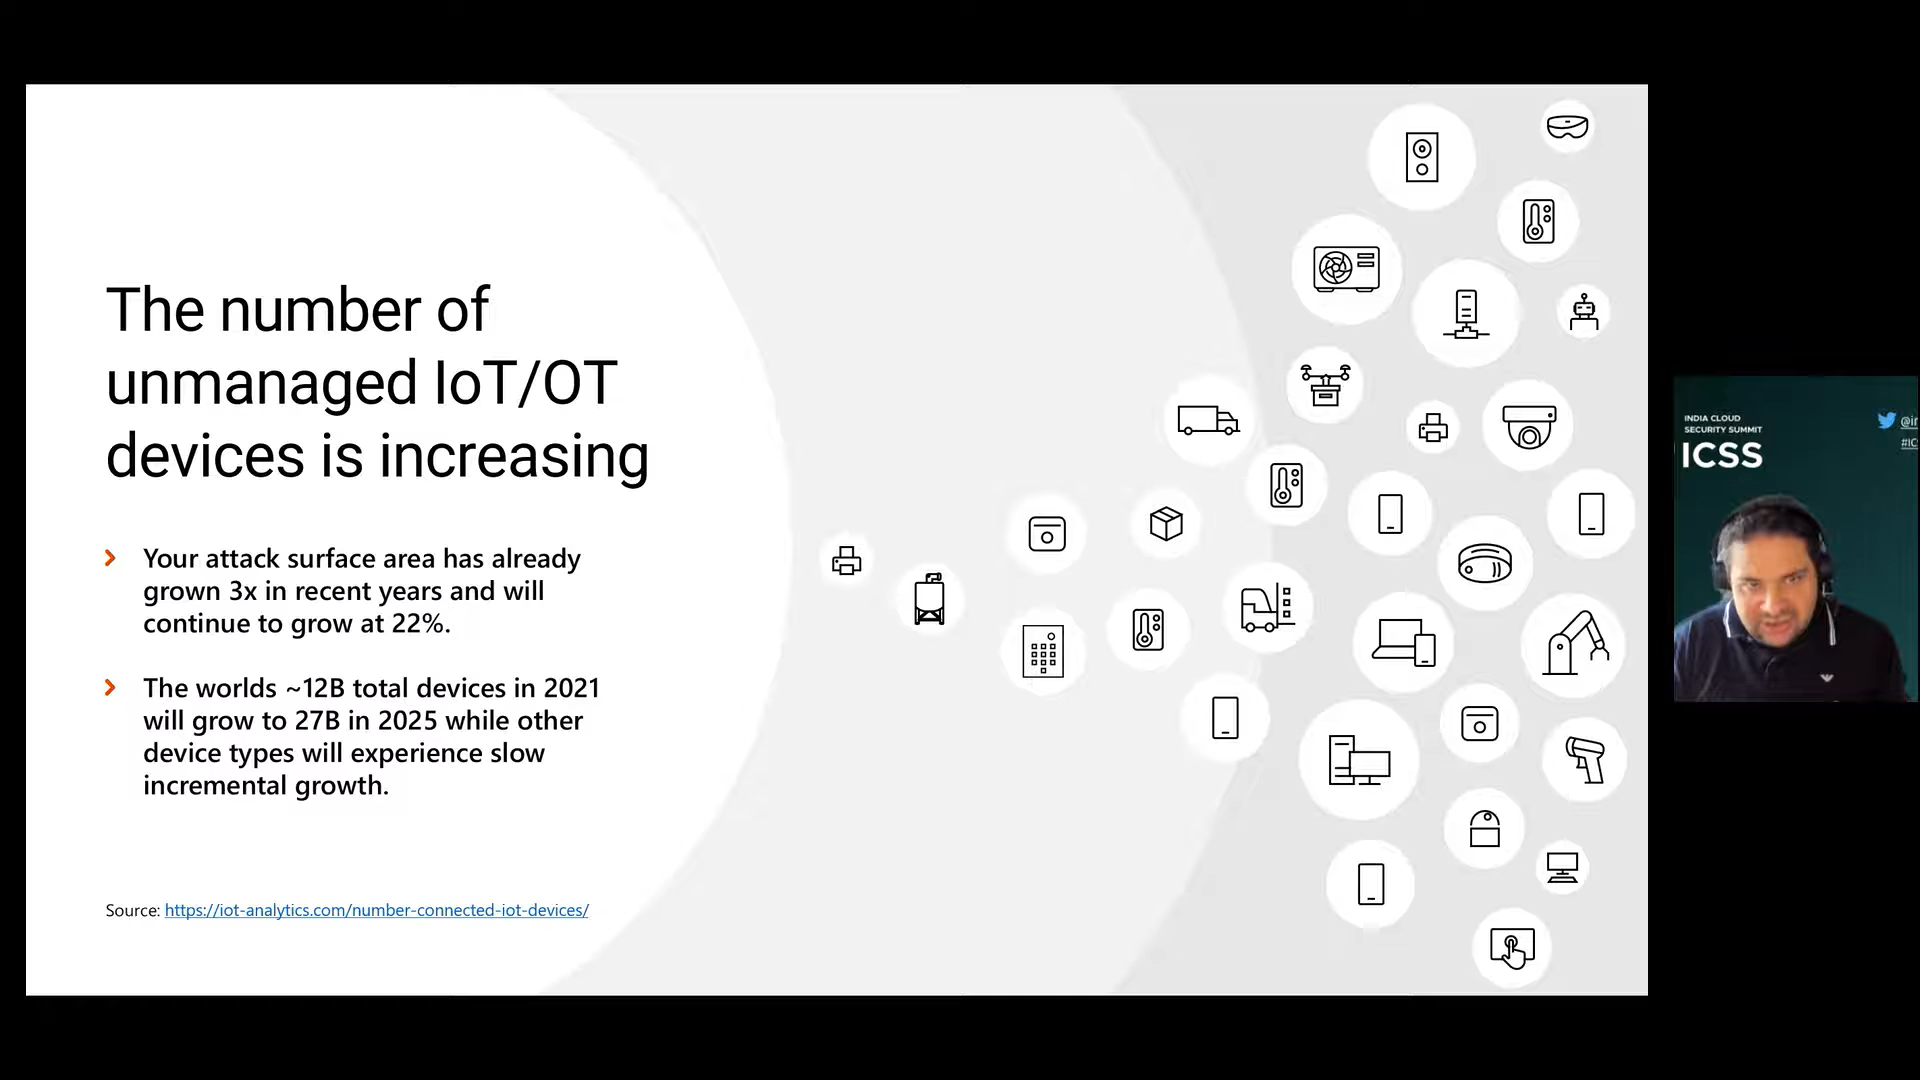 The number of
unmanaged IoT/OT
devices is increasing
Your attack surface area has already
grown 3x in recent years and will
continue to grow at 22%.
The worlds ~12B total devices in 2021
will grow to 27B in 2025 while other
device types will experience slow
incremental growth.
Source: https://iot-analytics.com/number-connected-iot-devices/
INDIA CLOUD
SECURITY SUMMIT
ICSS
#IC